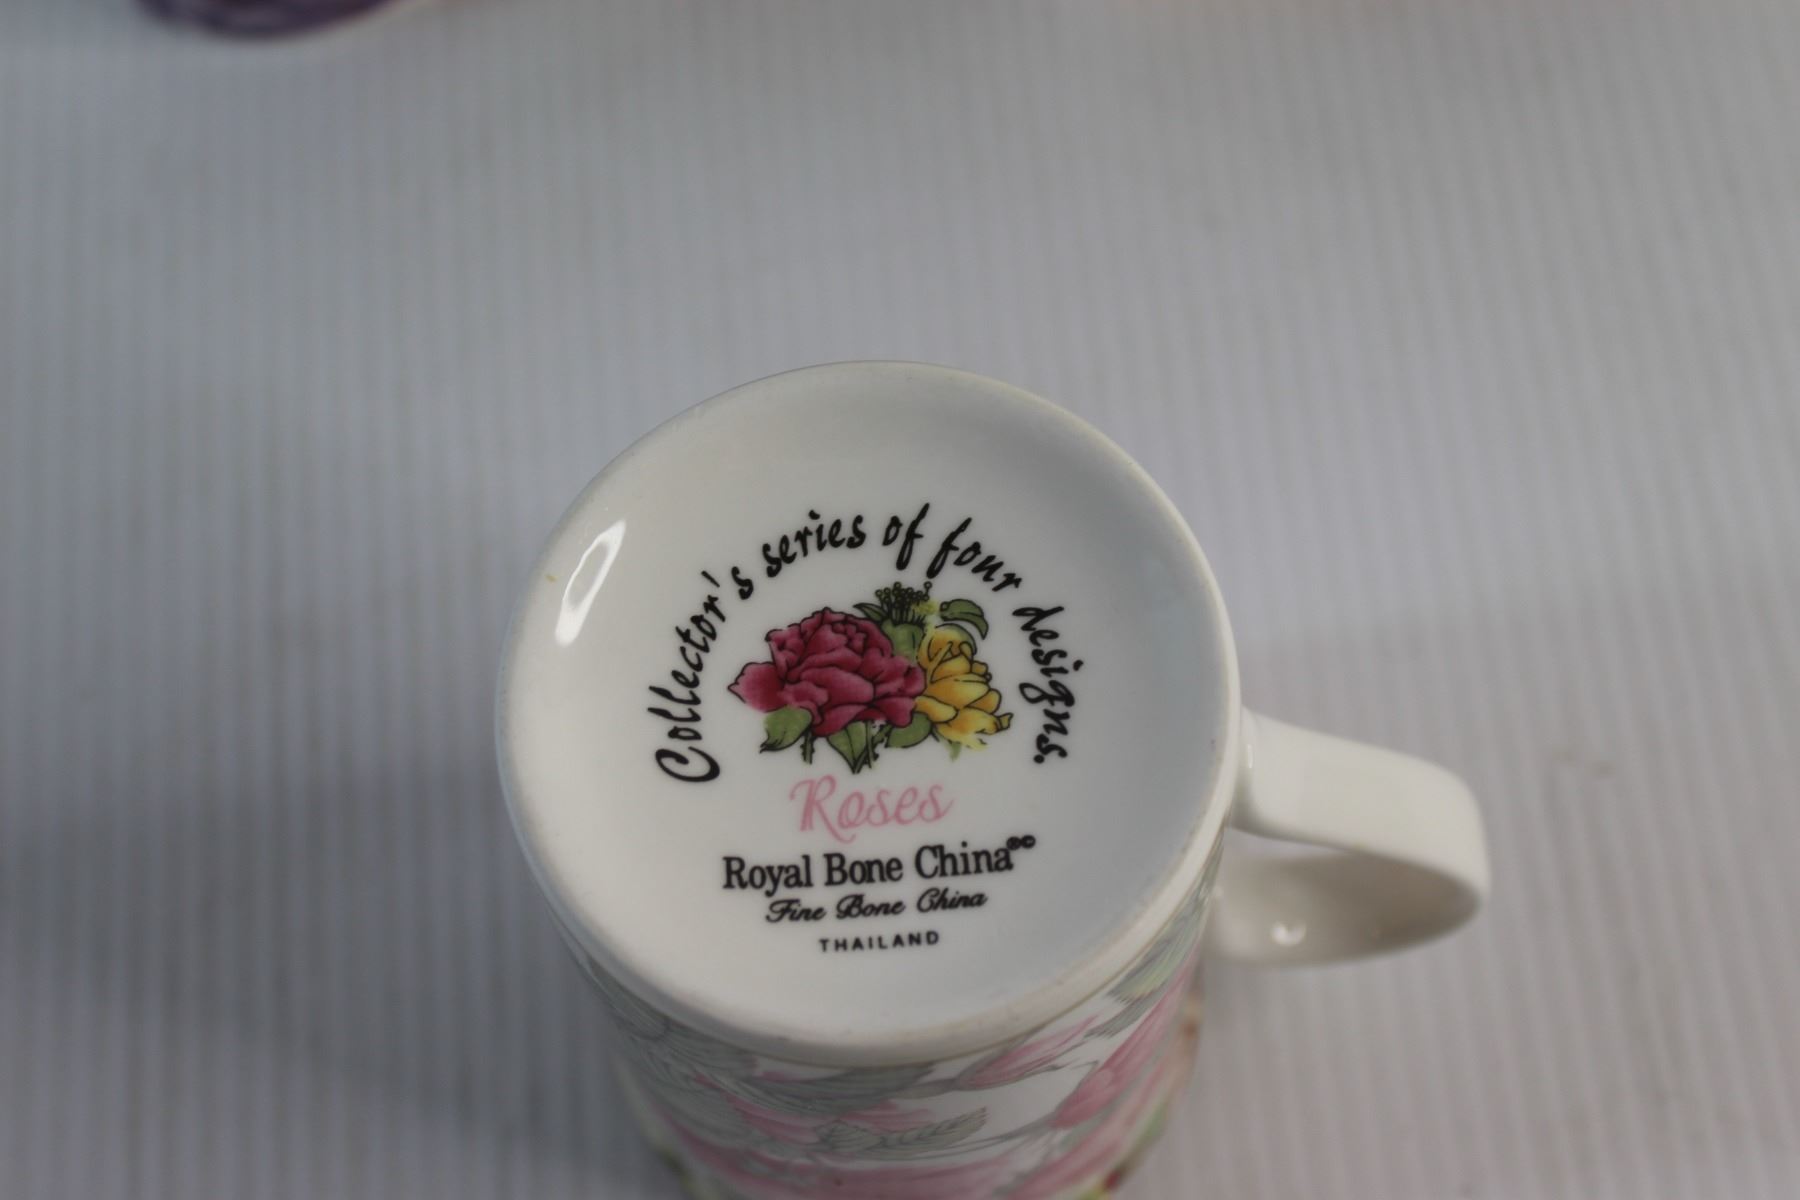 Collector's series of four designs.
Roses
Royal Bone China®©
Fine Bone China
THAILAND